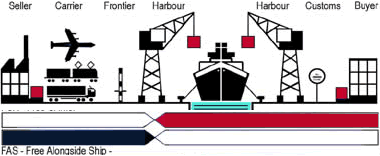 Seller Carrier Frontier Harbour Harbour Customs Buyer
FAS - Free Alongside Ship -